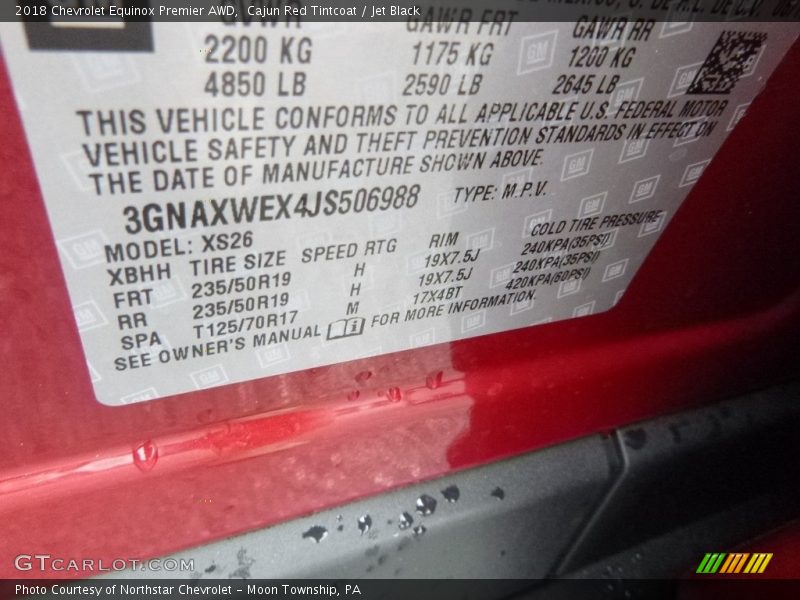 2018 Chevrolet Equinox Premier AWD, Cajun Red Tintcoat / Jet Black
GVWR GAWR FRT GAWR RR
2200 KG 1175 KG 1200 KG
4850 LB 2590 LB 2645 LB
THIS VEHICLE CONFORMS TO ALL APPLICABLE U.S. FEDERAL MOTOR
VEHICLE SAFETY AND THEFT PREVENTION STANDARDS IN EFFECT ON
THE DATE OF MANUFACTURE SHOWN ABOVE.
3GNAXWEX4JS506988 TYPE: M.P.V.
MODEL: XS26
XBHH TIRE SIZE SPEED RTG RIM COLD TIRE PRESSURE
FRT 235/50R19 H 19X7.5J 240KPA(35PSI)
RR 235/50R19 H 19X7.5J 240KPA(35PSI)
SPA T125/70R17 M 17X4BT 420KPA(60PSI)
SEE OWNER'S MANUAL FOR MORE INFORMATION.
GTCARLOT.COM
Photo Courtesy of Northstar Chevrolet - Moon Township, PA